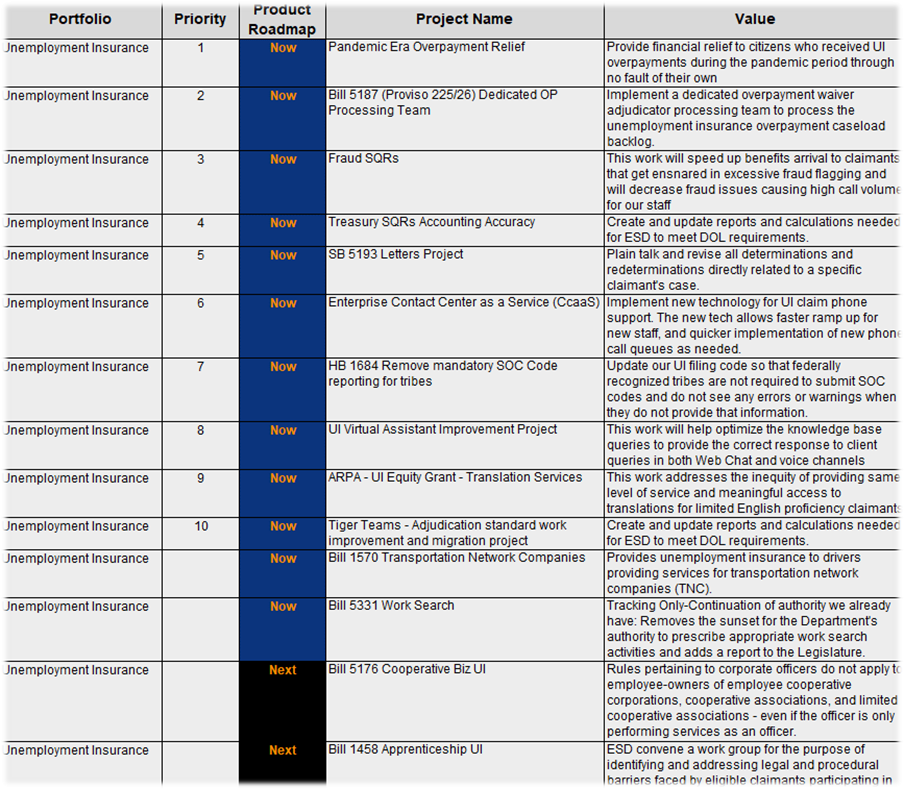 Portfolio Priority Product Roadmap Project Name Value
Unemployment Insurance 1 Now Pandemic Era Overpayment Relief Provide financial relief to citizens who received UI
overpayments during the pandemic period through
no fault of their own
Unemployment Insurance 2 Now Bill 5187 (Proviso 225/26) Dedicated OP Implement a dedicated overpayment waiver
Processing Team adjudicator processing team to process the
unemployment insurance overpayment caseload
backlog.
Unemployment Insurance 3 Now Fraud SQRs This work will speed up benefits arrival to claimants
that get ensnared in excessive fraud flagging and
will decrease fraud issues causing high call volume
for our staff
Unemployment Insurance 4 Now Treasury SQRs Accounting Accuracy Create and update reports and calculations needed
for ESD to meet DOL requirements.
Unemployment Insurance 5 Now SB 5193 Letters Project Plain talk and revise all determinations and
redeterminations directly related to a specific
claimant's case.
Unemployment Insurance 6 Now Enterprise Contact Center as a Service (CcaaS) Implement new technology for UI claim phone
support. The new tech allows faster ramp up for
new staff, and quicker implementation of new phone
call queues as needed.
Unemployment Insurance 7 Now HB 1684 Remove mandatory SOC Code Update our UI filing code so that federally
reporting for tribes recognized tribes are not required to submit SOC
codes and do not see any errors or warnings when
they do not provide that information.
Unemployment Insurance 8 Now UI Virtual Assistant Improvement Project This work will help optimize the knowledge base
queries to provide the correct response to client
queries in both Web Chat and voice channels
Unemployment Insurance 9 Now ARPA - UI Equity Grant - Translation Services This work addresses the inequity of providing same
level of service and meaningful access to
translations for limited English proficiency claimants
Unemployment Insurance 10 Now Tiger Teams - Adjudication standard work Create and update reports and calculations needed
improvement and migration project for ESD to meet DOL requirements.
Unemployment Insurance Now Bill 1570 Transportation Network Companies Provides unemployment insurance to drivers
providing services for transportation network
companies (TNC).
Unemployment Insurance Now Bill 5331 Work Search Tracking Only-Continuation of authority we already
have: Removes the sunset for the Department's
authority to prescribe appropriate work search
activities and adds a report to the Legislature.
Unemployment Insurance Next Bill 5176 Cooperative Biz UI Rules pertaining to corporate officers do not apply to
employee-owners of employee cooperative
corporations, cooperative associations, and limited
cooperative associations - even if the officer is only
performing services as an officer.
Unemployment Insurance Next Bill 1458 Apprenticeship UI ESD convene a work group for the purpose of
identifying and addressing legal and procedural
barriers faced by eligible claimants participating in